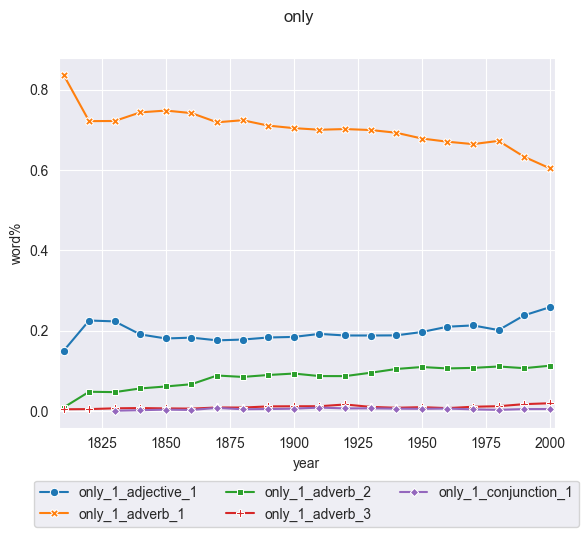 only
0.8
0.6
0.4
0.2
0.0
word%
1825 1850 1875 1900 1925 1950 1975 2000
year
only_1_adjective_1 only_1_adverb_2 only_1_conjunction_1
only_1_adverb_1 only_1_adverb_3